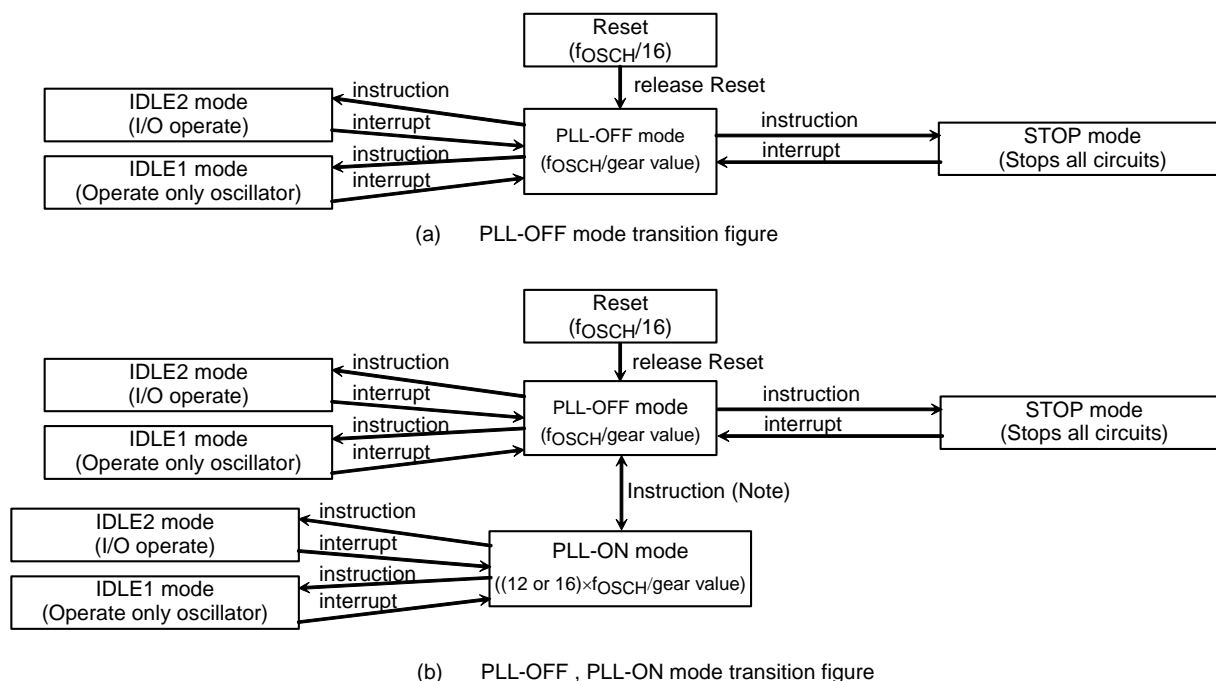 Reset
(fOSCH/16)
release Reset
IDLE2 mode
(I/O operate)
instruction
interrupt
IDLE1 mode
(Operate only oscillator)
instruction
interrupt
PLL-OFF mode
(fOSCH/gear value)
instruction
interrupt
STOP mode
(Stops all circuits)
(a) PLL-OFF mode transition figure
Reset
(fOSCH/16)
release Reset
IDLE2 mode
(I/O operate)
instruction
interrupt
IDLE1 mode
(Operate only oscillator)
instruction
interrupt
PLL-OFF mode
(fOSCH/gear value)
instruction
interrupt
STOP mode
(Stops all circuits)
Instruction (Note)
IDLE2 mode
(I/O operate)
instruction
interrupt
IDLE1 mode
(Operate only oscillator)
instruction
interrupt
PLL-ON mode
((12 or 16)×fOSCH/gear value)
(b) PLL-OFF , PLL-ON mode transition figure